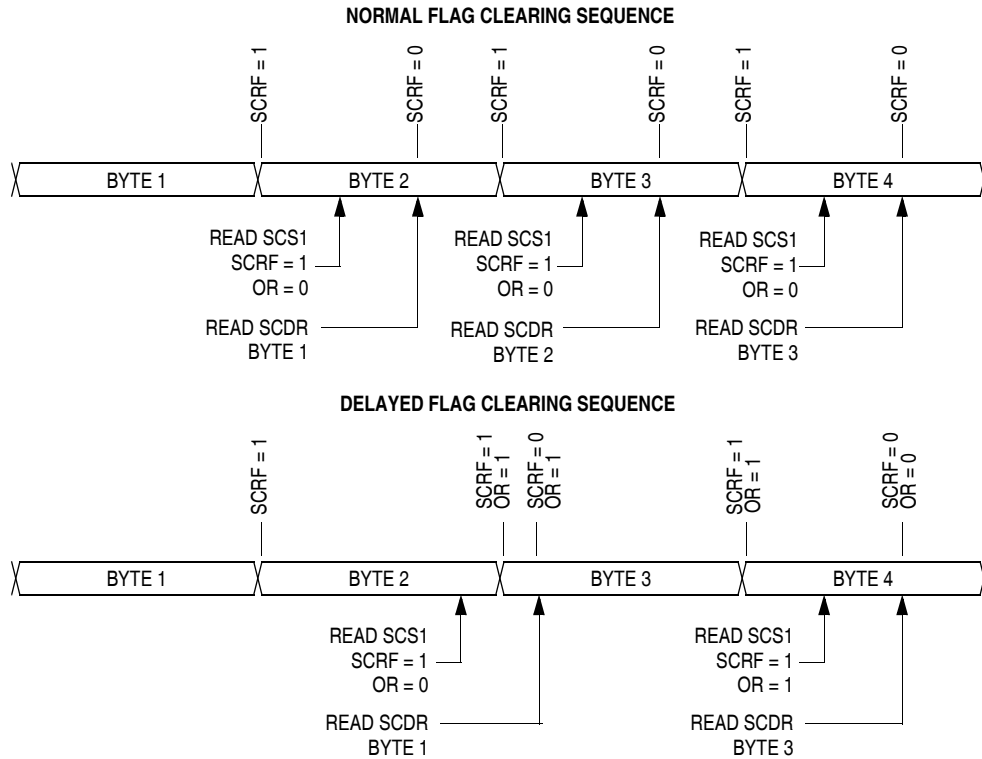 NORMAL FLAG CLEARING SEQUENCE
SCRF = 1
SCRF = 0
SCRF = 1
SCRF = 0
SCRF = 1
SCRF = 0
BYTE 1
BYTE 2
BYTE 3
BYTE 4
READ SCS1
SCRF = 1
OR = 0
READ SCDR
BYTE 1
READ SCS1
SCRF = 1
OR = 0
READ SCDR
BYTE 2
READ SCS1
SCRF = 1
OR = 0
READ SCDR
BYTE 3
DELAYED FLAG CLEARING SEQUENCE
SCRF = 1
SCRF = 1
OR = 1
SCRF = 0
OR = 1
SCRF = 1
OR = 1
SCRF = 0
OR = 0
BYTE 1
BYTE 2
BYTE 3
BYTE 4
READ SCS1
SCRF = 1
OR = 0
READ SCDR
BYTE 1
READ SCS1
SCRF = 1
OR = 1
READ SCDR
BYTE 3